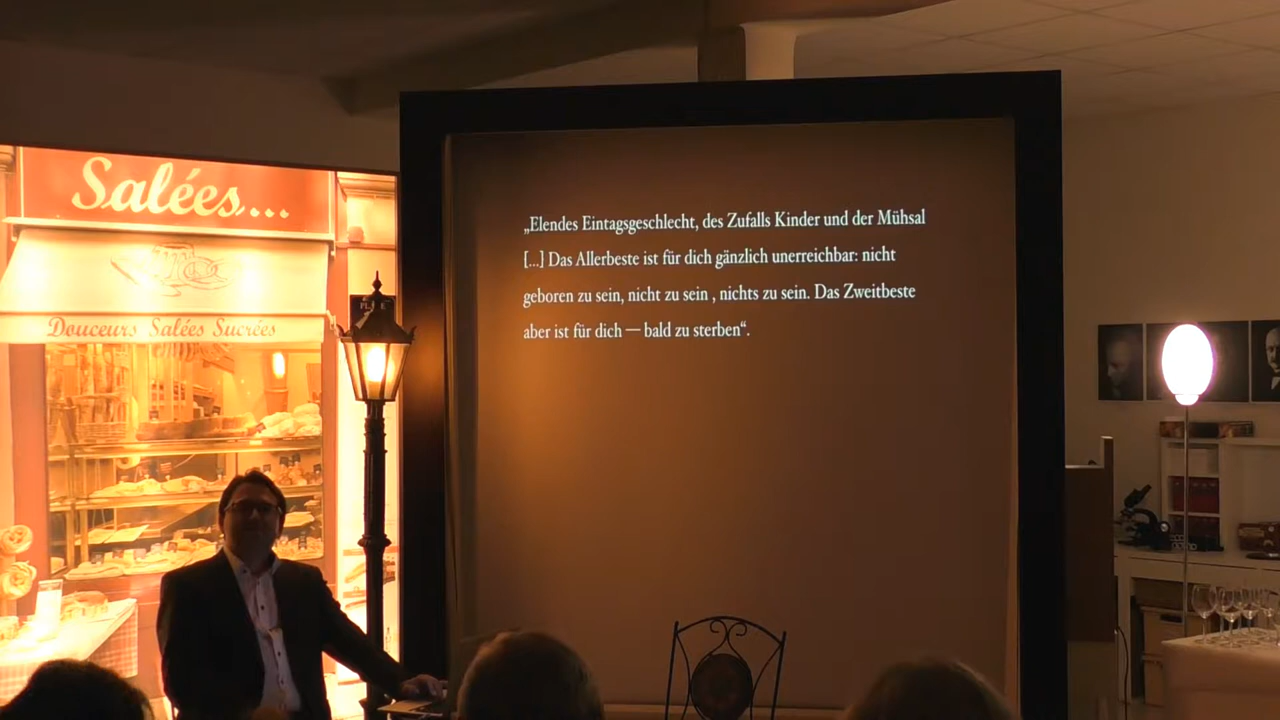 Salées...
Douceurs Salées Sucrées
„Elendes Eintagsgeschlecht, des Zufalls Kinder und der Mühsal
[...] Das Allerbeste ist für dich gänzlich unerreichbar: nicht
geboren zu sein, nicht zu sein , nichts zu sein. Das Zweitbeste
aber ist für dich — bald zu sterben“.